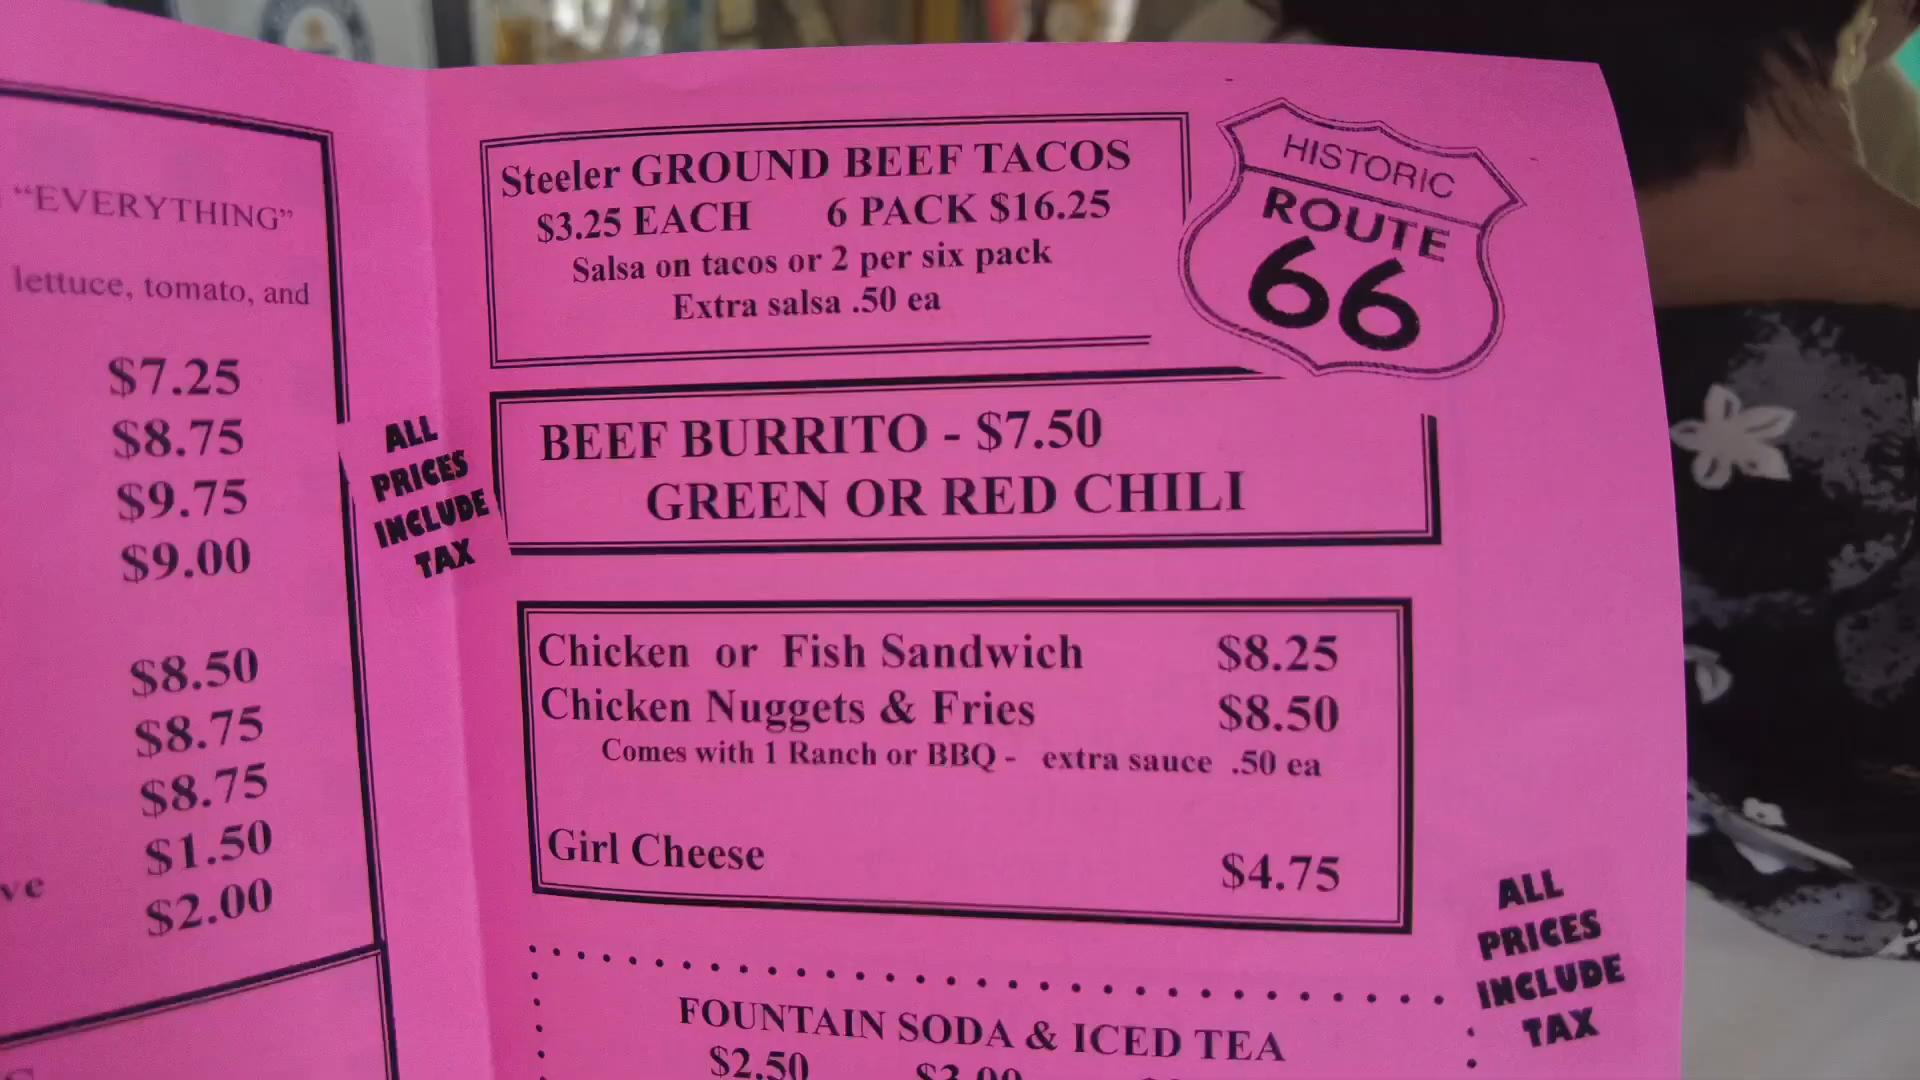 “EVERYTHING”
lettuce, tomato, and
$7.25
$8.75
$9.75
$9.00
$8.50
$8.75
$8.75
$1.50
ve $2.00
ALL
PRICES
INCLUDE
TAX
Steeler GROUND BEEF TACOS
$3.25 EACH 6 PACK $16.25
Salsa on tacos or 2 per six pack
Extra salsa .50 ea
HISTORIC
ROUTE
66
BEEF BURRITO - $7.50
GREEN OR RED CHILI
Chicken or Fish Sandwich $8.25
Chicken Nuggets & Fries $8.50
Comes with 1 Ranch or BBQ - extra sauce .50 ea
Girl Cheese $4.75
ALL
PRICES
INCLUDE
TAX
FOUNTAIN SODA & ICED TEA
$2.50 $3.00